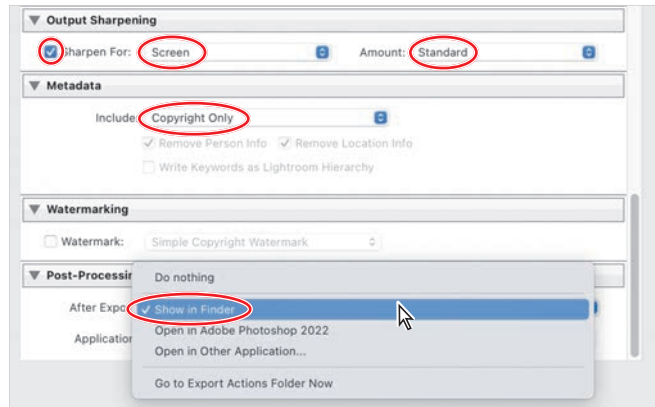 Output Sharpening
Sharpen For: Screen Amount: Standard
Metadata
Include Copyright Only
Remove Person Info Remove Location Info
Write Keywords as Lightroom Hierarchy
Watermarking
Watermark: Simple Copyright Watermark
Post-Processin
Do nothing
After Expo Show in Finder
Open in Adobe Photoshop 2022
Application
Open in Other Application...
Go to Export Actions Folder Now